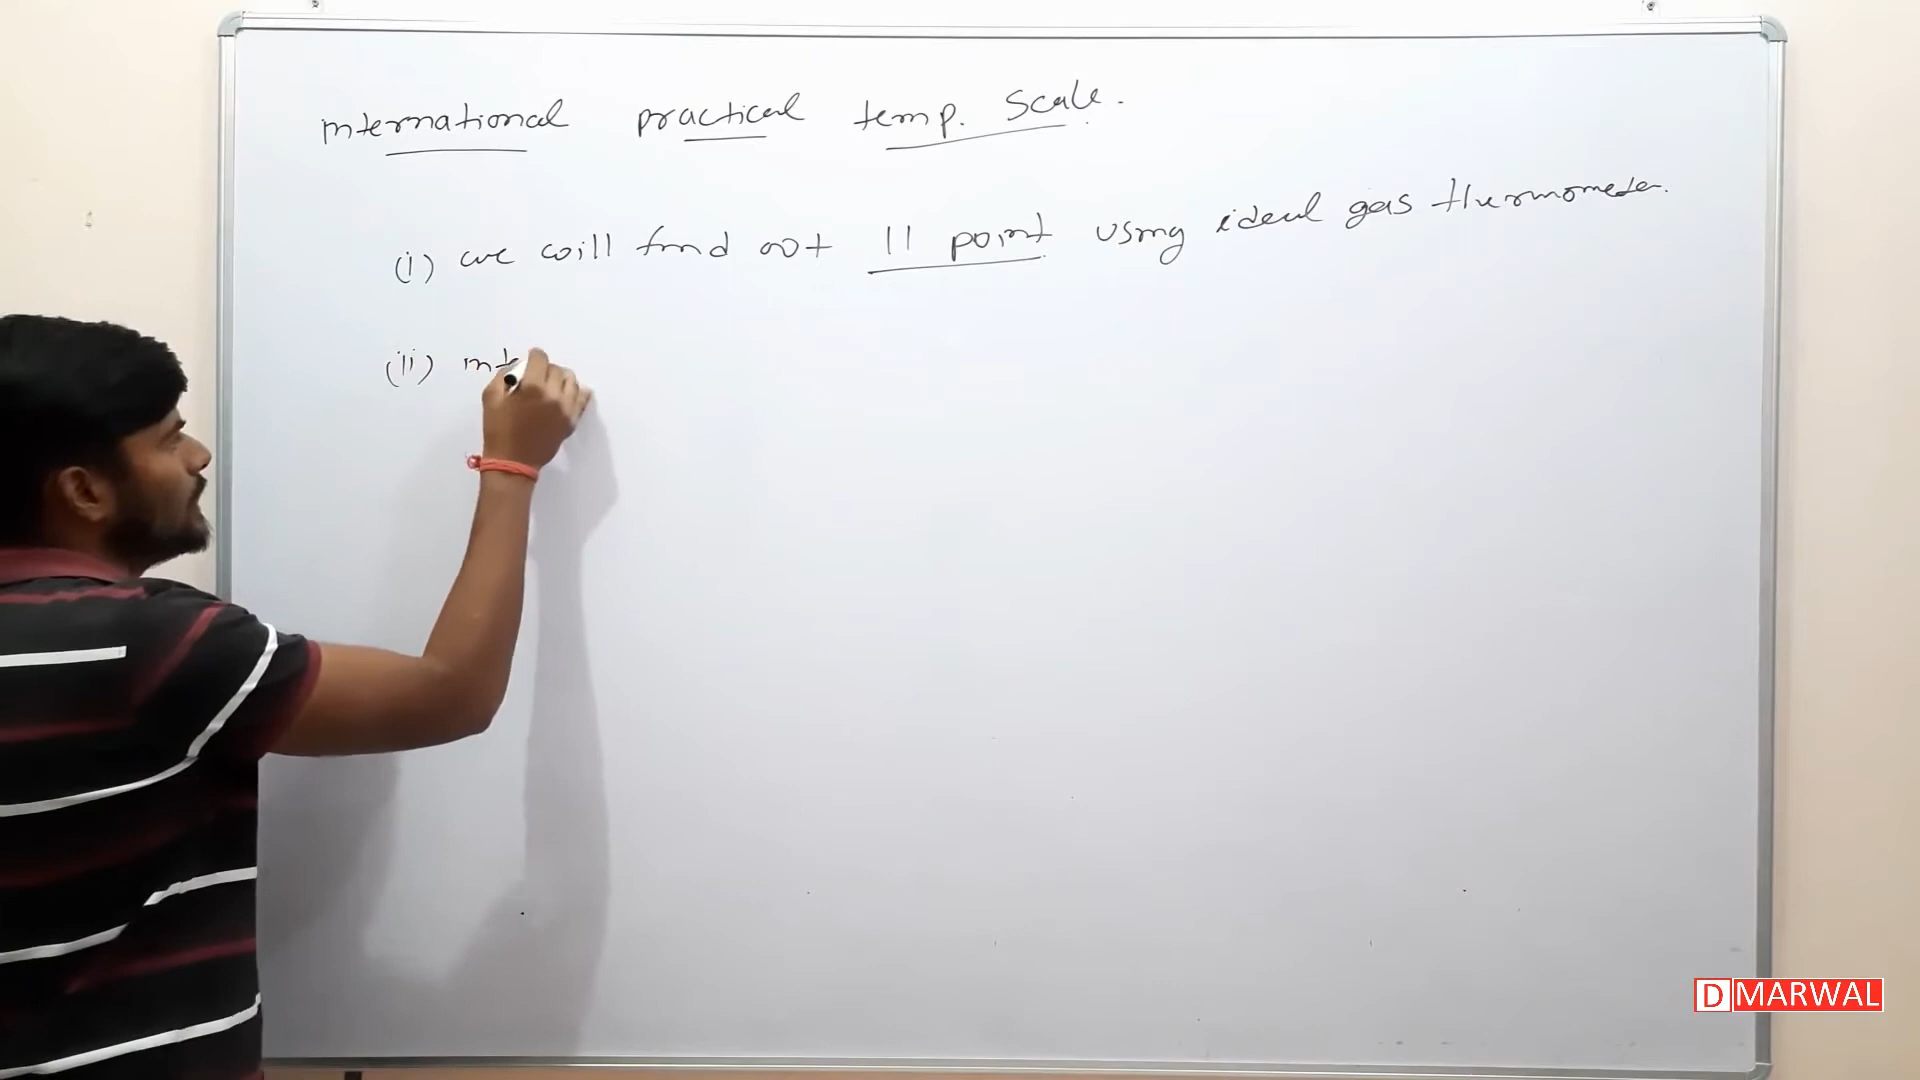 international practical temp. Scale.
(i) we will find out 11 point using ideal gas thermometer.
(ii) int
D MARWAL